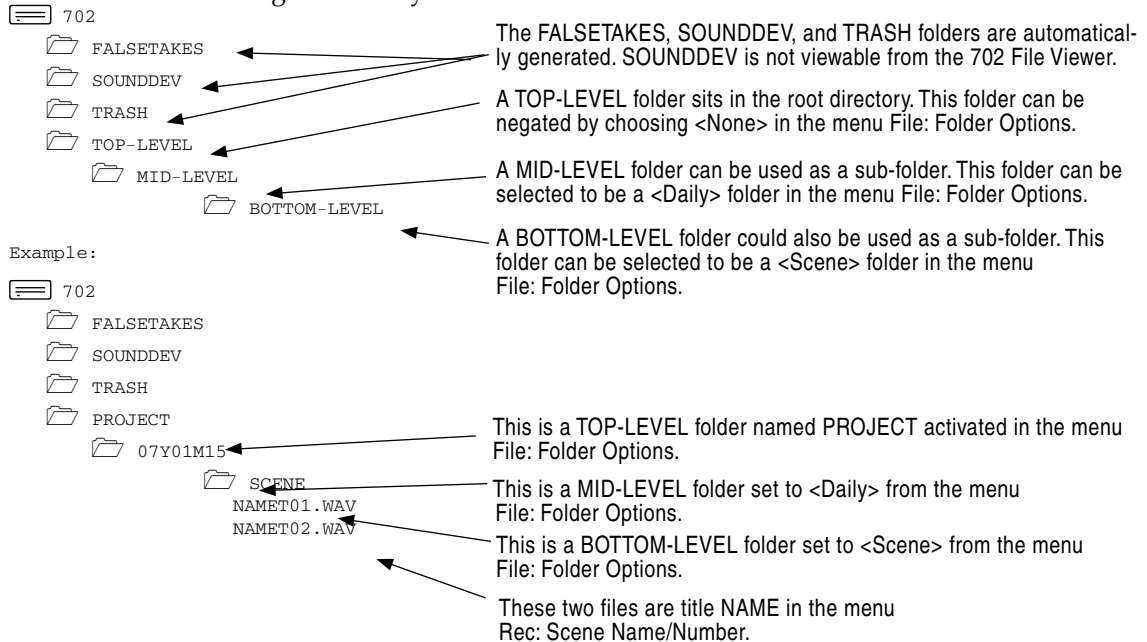 702
FALSETAKES
SOUNDDEV
TRASH
TOP-LEVEL
MID-LEVEL
BOTTOM-LEVEL
The FALSETAKES, SOUNDDEV, and TRASH folders are automatical-
ly generated. SOUNDDEV is not viewable from the 702 File Viewer.
A TOP-LEVEL folder sits in the root directory. This folder can be
negated by choosing <None> in the menu File: Folder Options.
A MID-LEVEL folder can be used as a sub-folder. This folder can be
selected to be a <Daily> folder in the menu File: Folder Options.
A BOTTOM-LEVEL folder could also be used as a sub-folder. This
folder can be selected to be a <Scene> folder in the menu
File: Folder Options.
Example:
702
FALSETAKES
SOUNDDEV
TRASH
PROJECT
07Y01M15
SCENE
NAMET01.WAV
NAMET02.WAV
This is a TOP-LEVEL folder named PROJECT activated in the menu
File: Folder Options.
This is a MID-LEVEL folder set to <Daily> from the menu
File: Folder Options.
This is a BOTTOM-LEVEL folder set to <Scene> from the menu
File: Folder Options.
These two files are title NAME in the menu
Rec: Scene Name/Number.